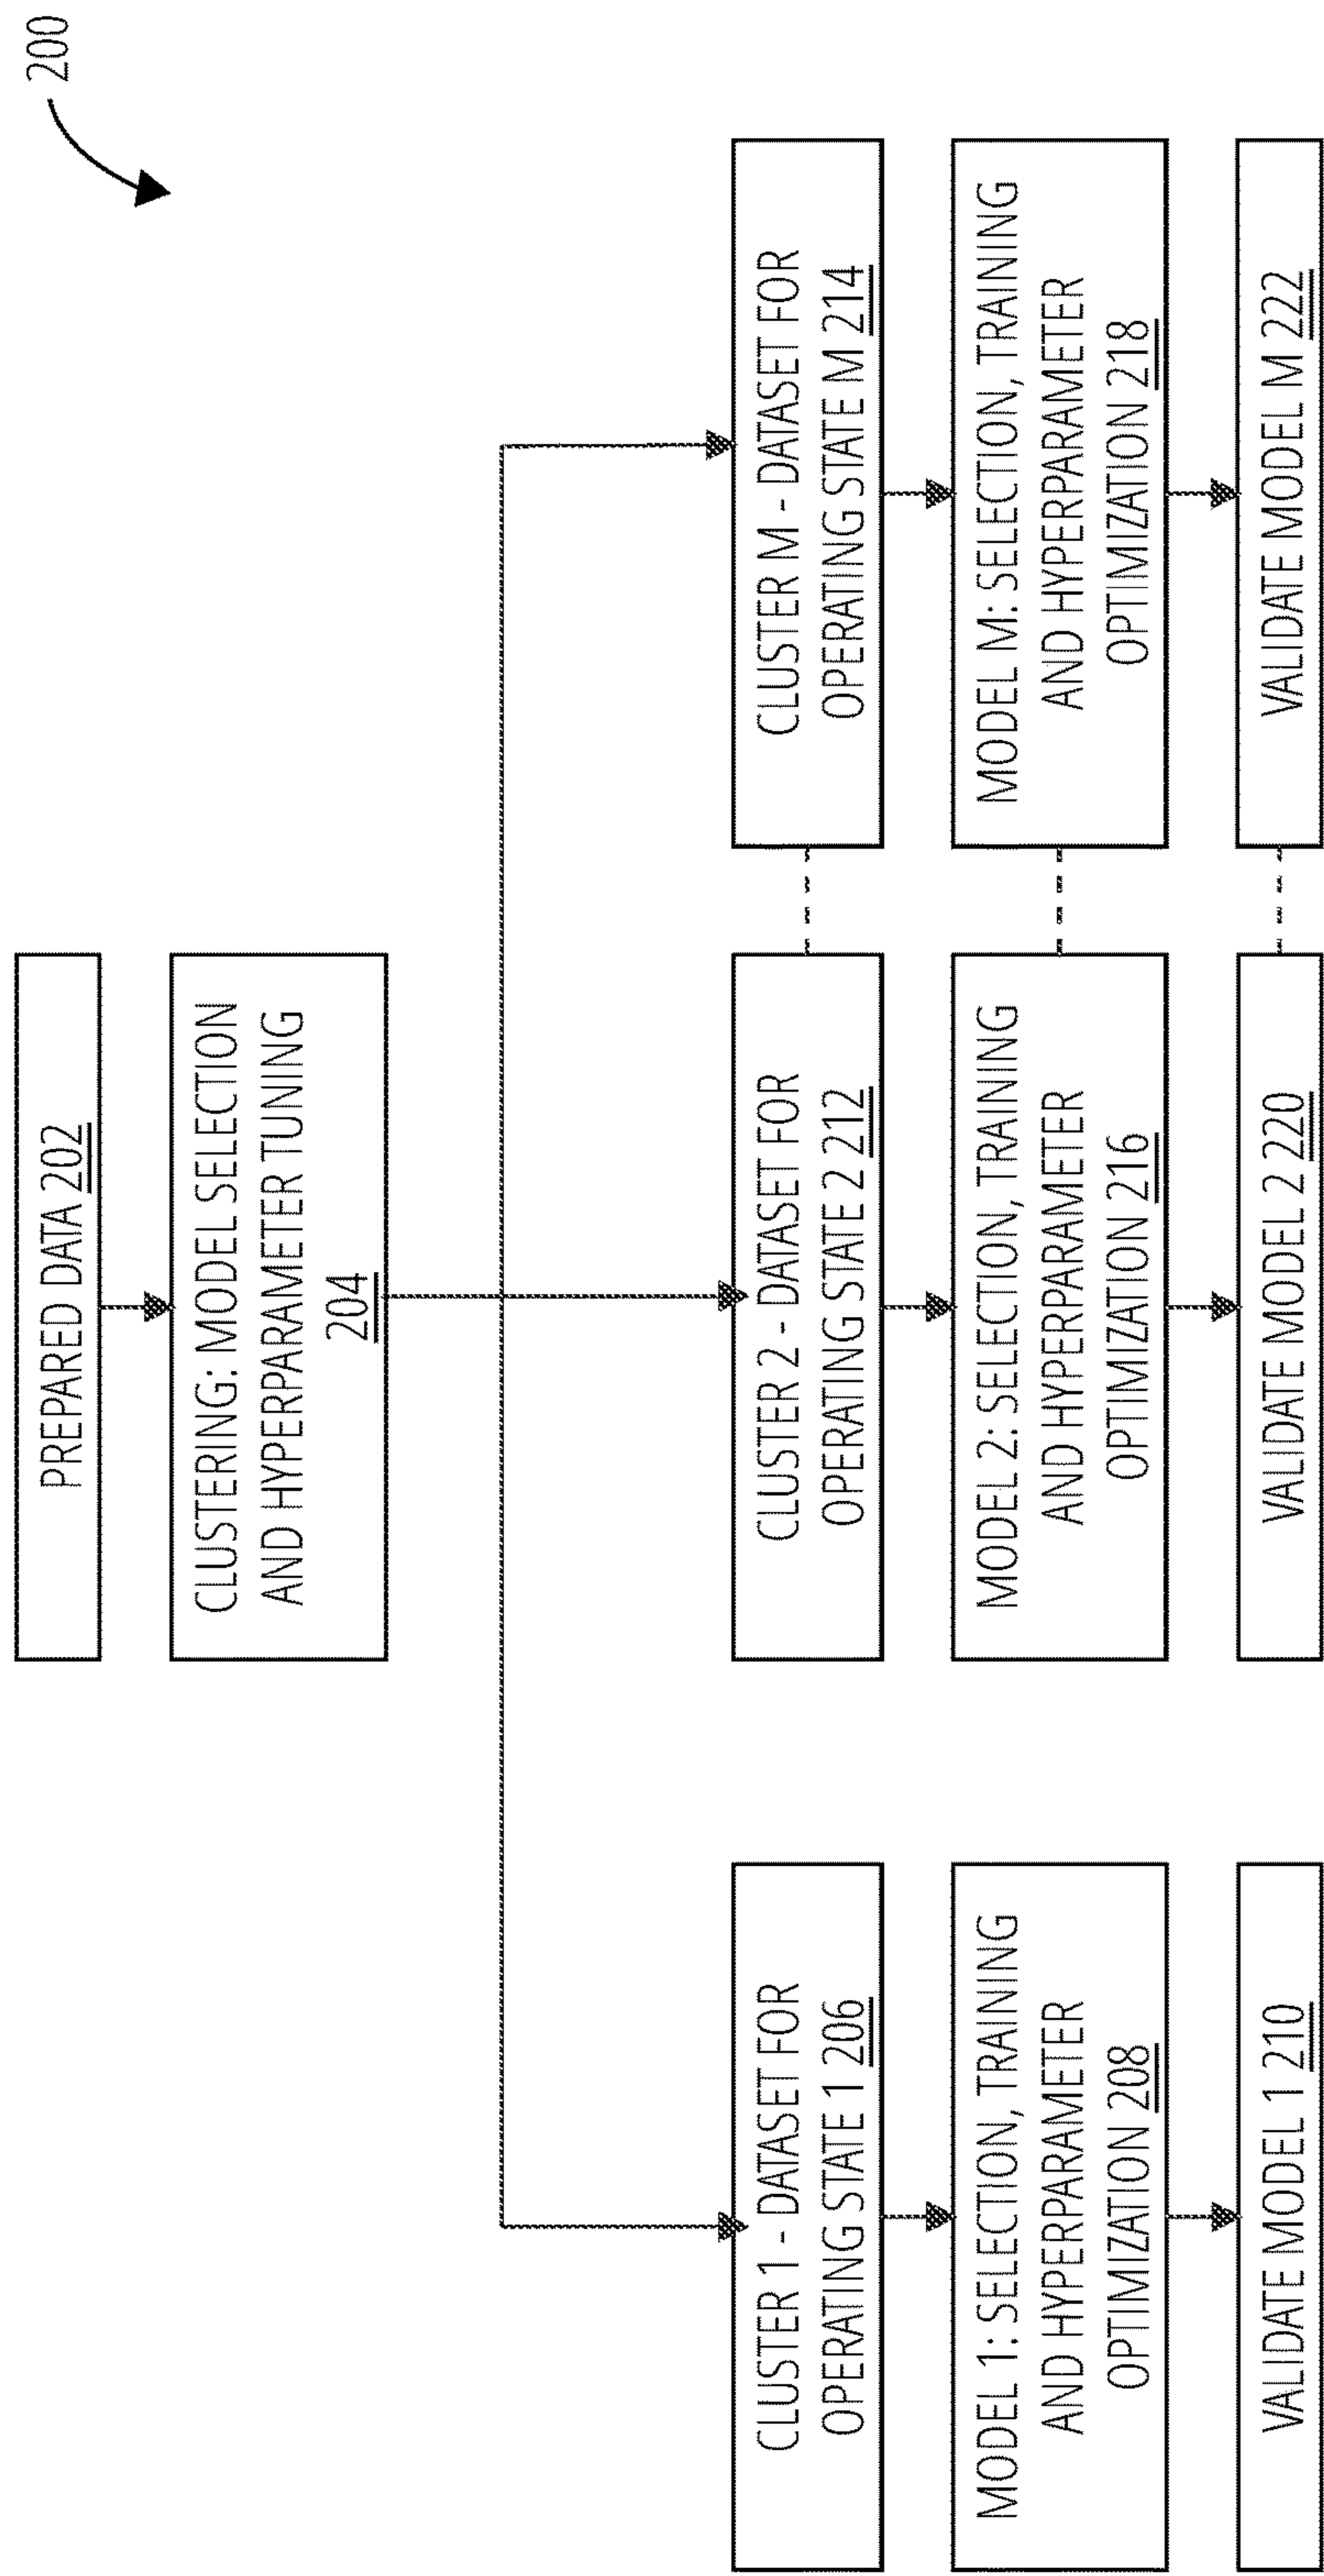 200
PREPARED DATA 202
CLUSTERING: MODEL SELECTION
AND HYPERPARAMETER TUNING
204
CLUSTER 1 - DATASET FOR
OPERATING STATE 1 206
CLUSTER 2 - DATASET FOR
OPERATING STATE 2 212
CLUSTER M - DATASET FOR
OPERATING STATE M 214
MODEL 1: SELECTION, TRAINING
AND HYPERPARAMETER
OPTIMIZATION 208
MODEL 2: SELECTION, TRAINING
AND HYPERPARAMETER
OPTIMIZATION 216
MODEL M: SELECTION, TRAINING
AND HYPERPARAMETER
OPTIMIZATION 218
VALIDATE MODEL 1 210
VALIDATE MODEL 2 220
VALIDATE MODEL M 222